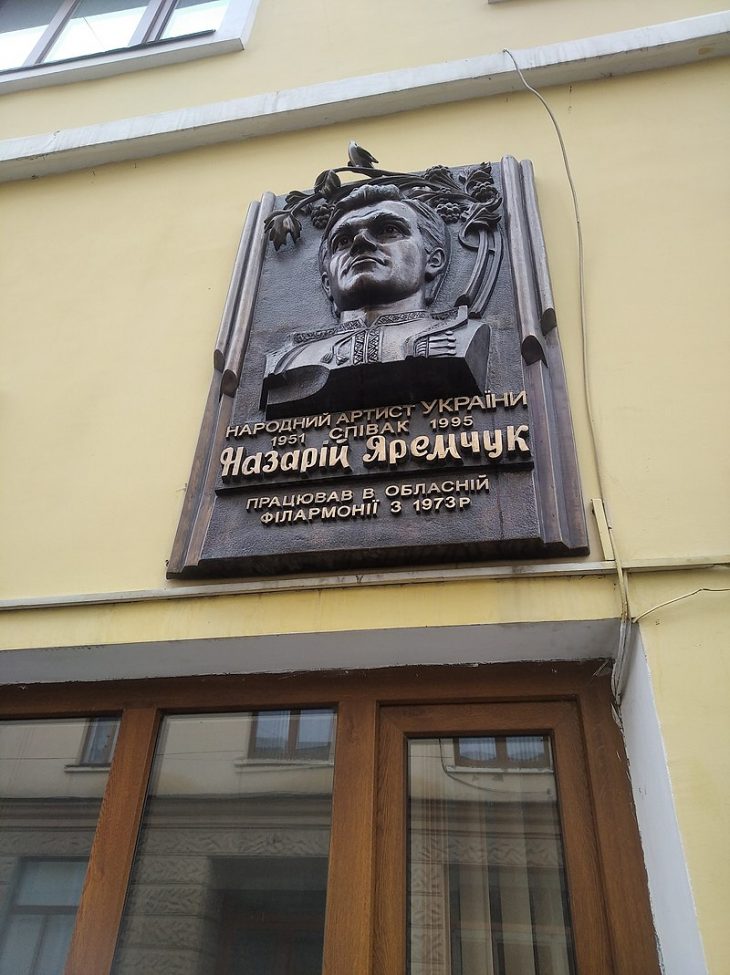 НАРОДНИЙ АРТИСТ УКРАЇНИ
1951 СПІВАК 1995
Назарій Яремчук
ПРАЦЮВАВ В ОБЛАСНІЙ
ФІЛАРМОНІЇ З 1973р